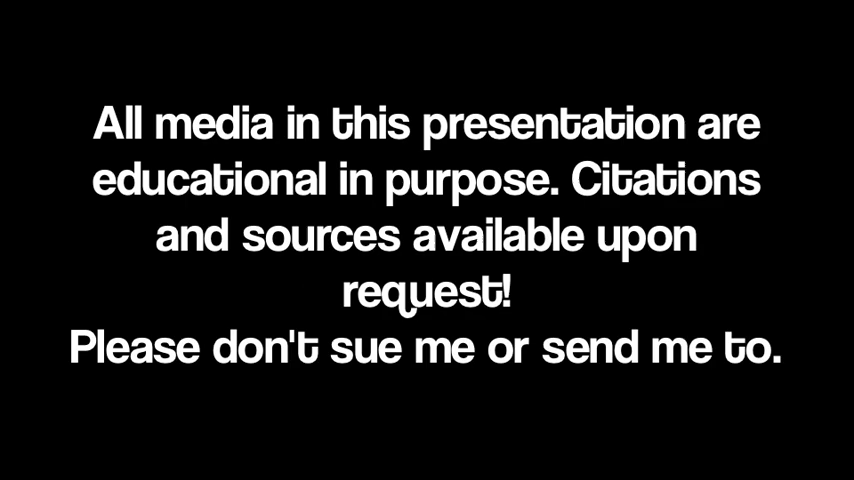 All media in this presentation are
educational in purpose. Citations
and sources available upon
request!
Please don't sue me or send me to.